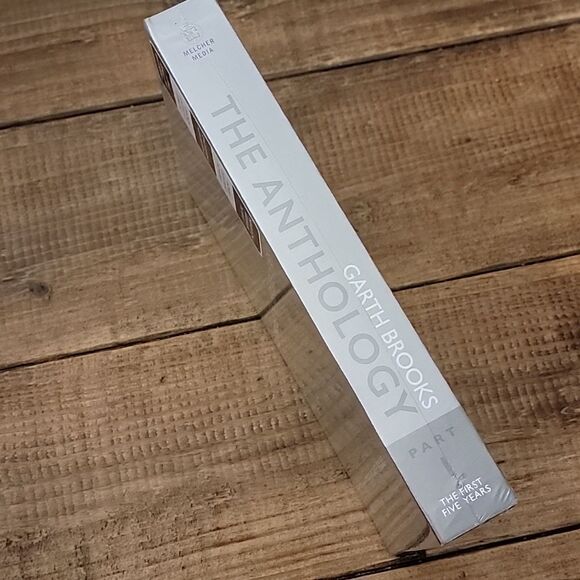 MELCHER
MEDIA
THE ANTHOLOGY
GARTH BROOKS
PART
I
THE FIRST
FIVE YEARS